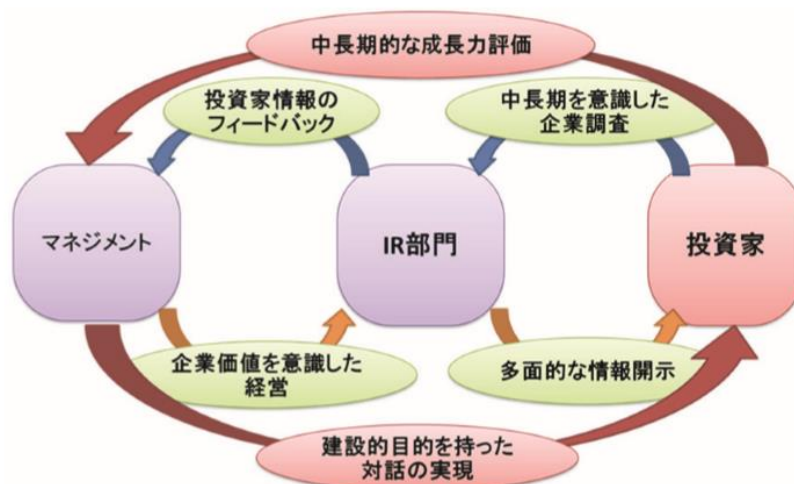 中長期的な成長力評価
投資家情報の
フィードバック
中長期を意識した
企業調査
マネジメント
IR部門
投資家
企業価値を意識した
経営
多面的な情報開示
建設的目的を持った
対話の実現